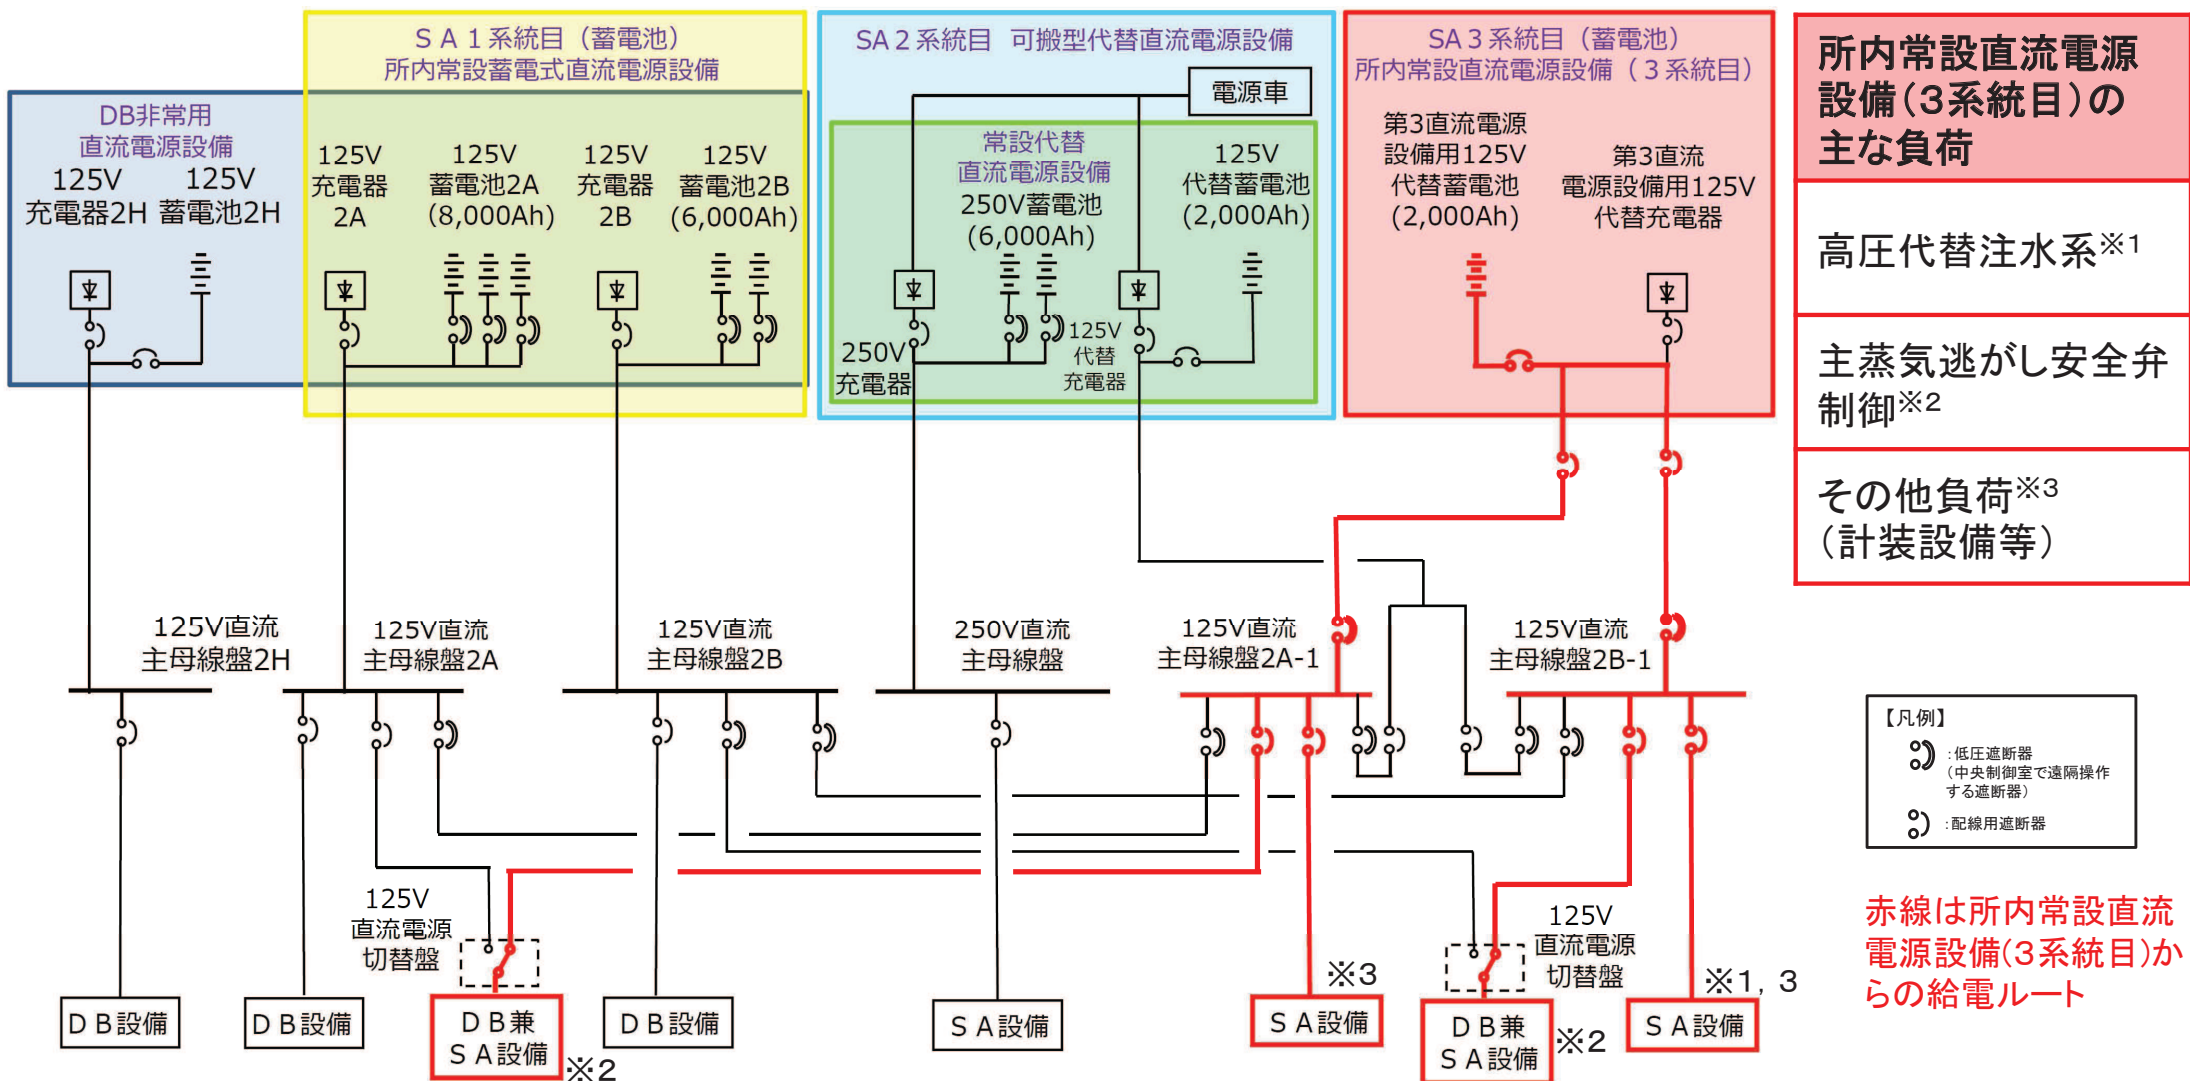 ＳＡ１系統目（蓄電池）
所内常設蓄電式直流電源設備
DB非常用
直流電源設備
125V
充電器2H
125V
蓄電池2H
125V
充電器
2A
125V
蓄電池2A
(8,000Ah)
125V
充電器
2B
125V
蓄電池2B
(6,000Ah)
SA２系統目 可搬型代替直流電源設備
電源車
常設代替
直流電源設備
250V蓄電池
(6,000Ah)
125V
代替蓄電池
(2,000Ah)
250V
充電器
125V
代替
充電器
SA３系統目（蓄電池）
所内常設直流電源設備（３系統目）
第3直流電源
設備用125V
代替蓄電池
(2,000Ah)
第3直流
電源設備用125V
代替充電器
所内常設直流電源
設備(3系統目)の
主な負荷
高圧代替注水系※1
主蒸気逃がし安全弁
制御※2
その他負荷※3
（計装設備等）
125V直流
主母線盤2H
125V直流
主母線盤2A
125V直流
主母線盤2B
250V直流
主母線盤
125V直流
主母線盤2A-1
125V直流
主母線盤2B-1
【凡例】
:低圧遮断器
（中央制御室で遠隔操作
する遮断器）
:配線用遮断器
赤線は所内常設直流
電源設備(3系統目)か
らの給電ルート
125V
直流電源
切替盤
125V
直流電源
切替盤
ＤＢ設備
ＤＢ設備
ＤＢ兼
ＳＡ設備
※2
ＤＢ設備
ＳＡ設備
※3
ＳＡ設備
ＤＢ兼
ＳＡ設備
※2
※1, 3
ＳＡ設備